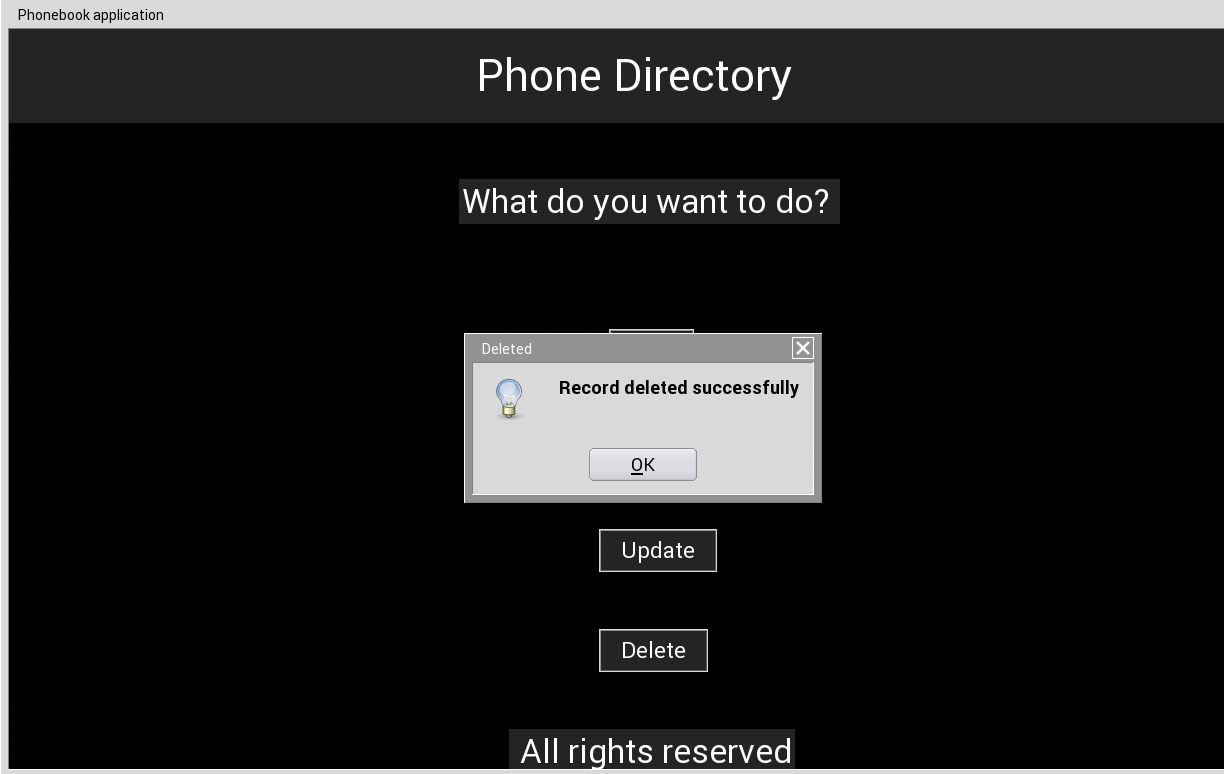 Phonebook application
Phone Directory
What do you want to do?
Deleted
Record deleted successfully
OK
Update
Delete
All rights reserved